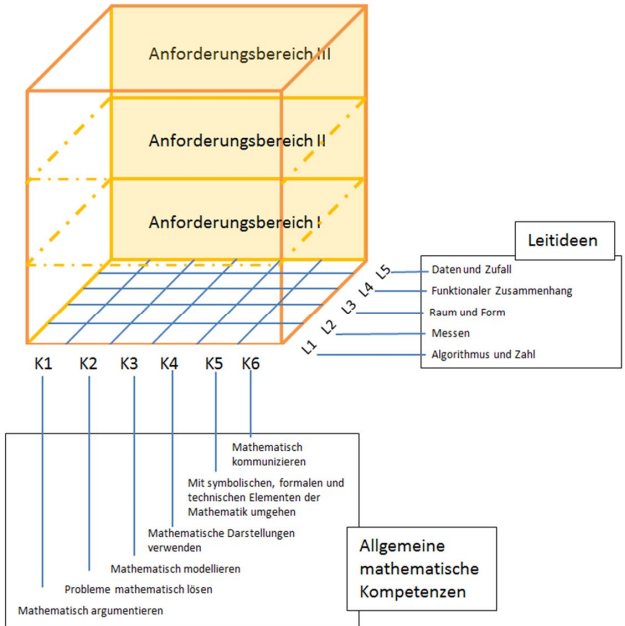 Anforderungsbereich III
Anforderungsbereich II
Anforderungsbereich I
Leitideen
L5
Daten und Zufall
L4
Funktionaler Zusammenhang
L3
Raum und Form
L2
Messen
L1
Algorithmus und Zahl
K1 K2 K3 K4 K5 K6
Mathematisch
kommunizieren
Mit symbolischen, formalen und
technischen Elementen der
Mathematik umgehen
Mathematische Darstellungen
verwenden
Mathematisch modellieren
Probleme mathematisch lösen
Mathematisch argumentieren
Allgemeine
mathematische
Kompetenzen